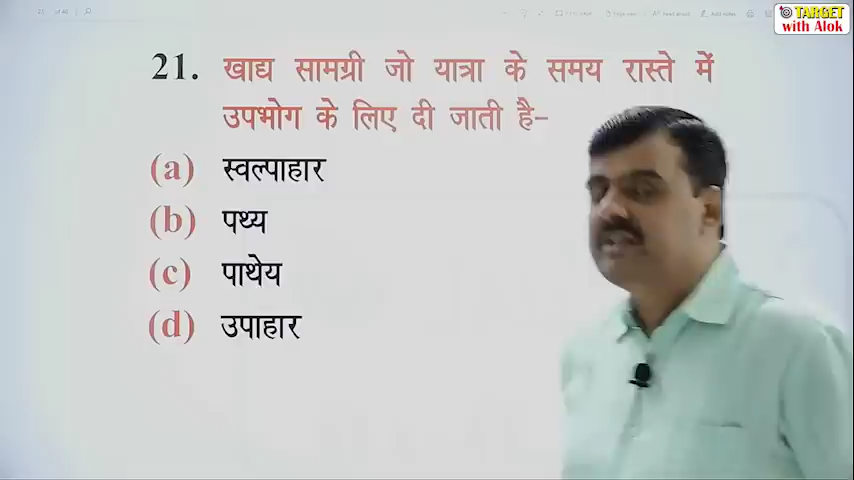 TARGET
with Alok
21. खाद्य सामग्री जो यात्रा के समय रास्ते में
उपभोग के लिए दी जाती है-
(a) स्वल्पाहार
(b) पथ्य
(c) पाथेय
(d) उपाहार